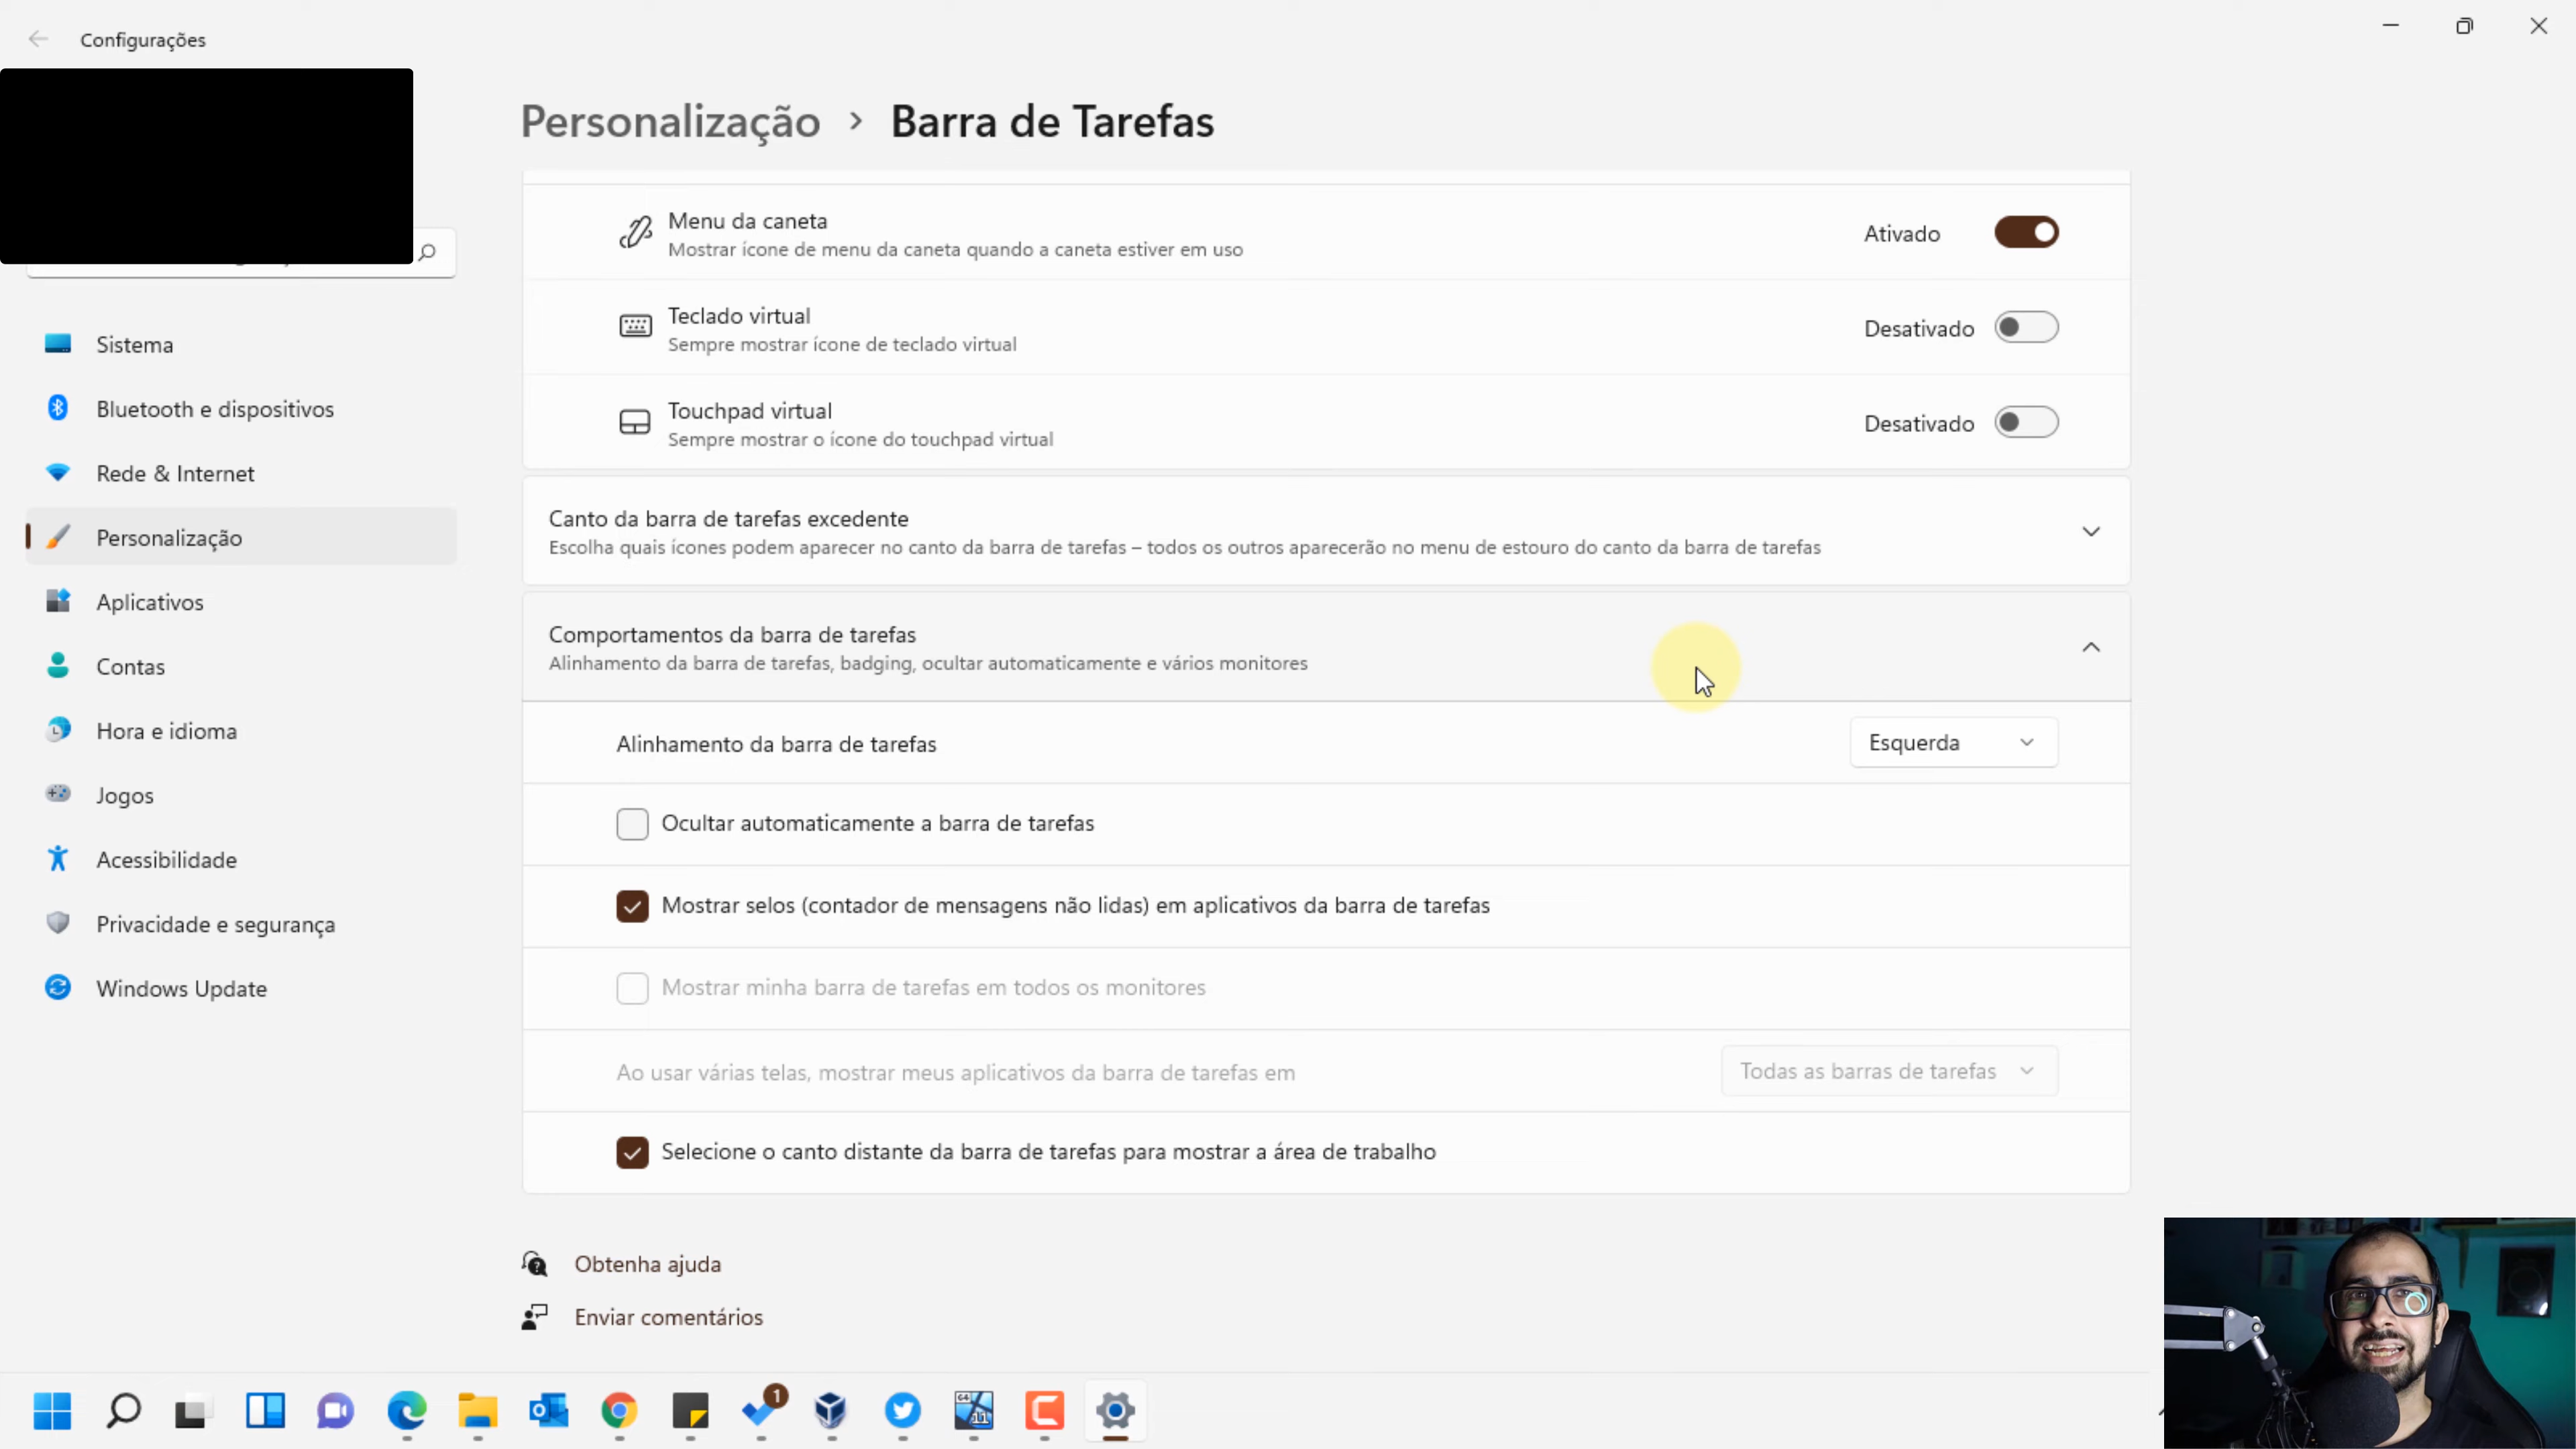 Configurações
Personalização > Barra de Tarefas
Menu da caneta
Mostrar ícone de menu da caneta quando a caneta estiver em uso
Ativado
Teclado virtual
Sempre mostrar ícone de teclado virtual
Desativado
Touchpad virtual
Sempre mostrar o ícone do touchpad virtual
Desativado
Sistema
Bluetooth e dispositivos
Rede & Internet
Personalização
Aplicativos
Contas
Hora e idioma
Jogos
Acessibilidade
Privacidade e segurança
Windows Update
Canto da barra de tarefas excedente
Escolha quais ícones podem aparecer no canto da barra de tarefas – todos os outros aparecerão no menu de estouro do canto da barra de tarefas
Comportamentos da barra de tarefas
Alinhamento da barra de tarefas, badging, ocultar automaticamente e vários monitores
Alinhamento da barra de tarefas
Esquerda
Ocultar automaticamente a barra de tarefas
Mostrar selos (contador de mensagens não lidas) em aplicativos da barra de tarefas
Mostrar minha barra de tarefas em todos os monitores
Ao usar várias telas, mostrar meus aplicativos da barra de tarefas em
Todas as barras de tarefas
Selecione o canto distante da barra de tarefas para mostrar a área de trabalho
Obtenha ajuda
Enviar comentários
1
64
11